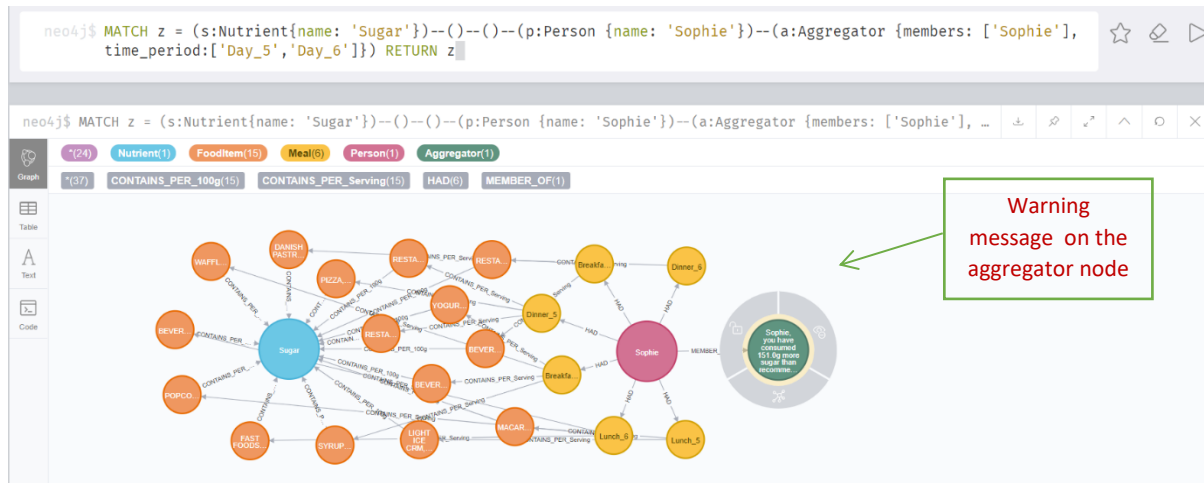 neo4j$ MATCH z = (s:Nutrient{name: 'Sugar'})--()--()--(p:Person {name: 'Sophie'})--(a:Aggregator {members: ['Sophie'],
time_period:['Day_5','Day_6']}) RETURN z
neo4j$ MATCH z = (s:Nutrient{name: 'Sugar'})--()--()--(p:Person {name: 'Sophie'})--(a:Aggregator {members: ['Sophie'], …
Graph
*(24) Nutrient(1) FoodItem(15) Meal(6) Person(1) Aggregator(1)
*(37) CONTAINS_PER_100g(15) CONTAINS_PER_Serving(15) HAD(6) MEMBER_OF(1)
Table
A
Text
Code
Warning
message on the
aggregator node
WAFFL…
DANISH
PASTR…
RESTA…
RESTA…
Breakfa…
Dinner_6
PIZZA,…
YOGUR…
Dinner_5
BEVER…
RESTA…
BEVER…
Sugar
Sophie
MEMBER_
Sophie,
you have
consumed
151.0g more
sugar than
recomme…
Breakfa…
BEVER…
POPCO…
MACAR…
FAST
FOODS,…
SYRUP…
LIGHT
ICE
CRM,…
Lunch_6
Lunch_5
CONTAINS_PER_100g
CONTAINS_PER_Serving
HAD
HAD
HAD
HAD
HAD
HAD